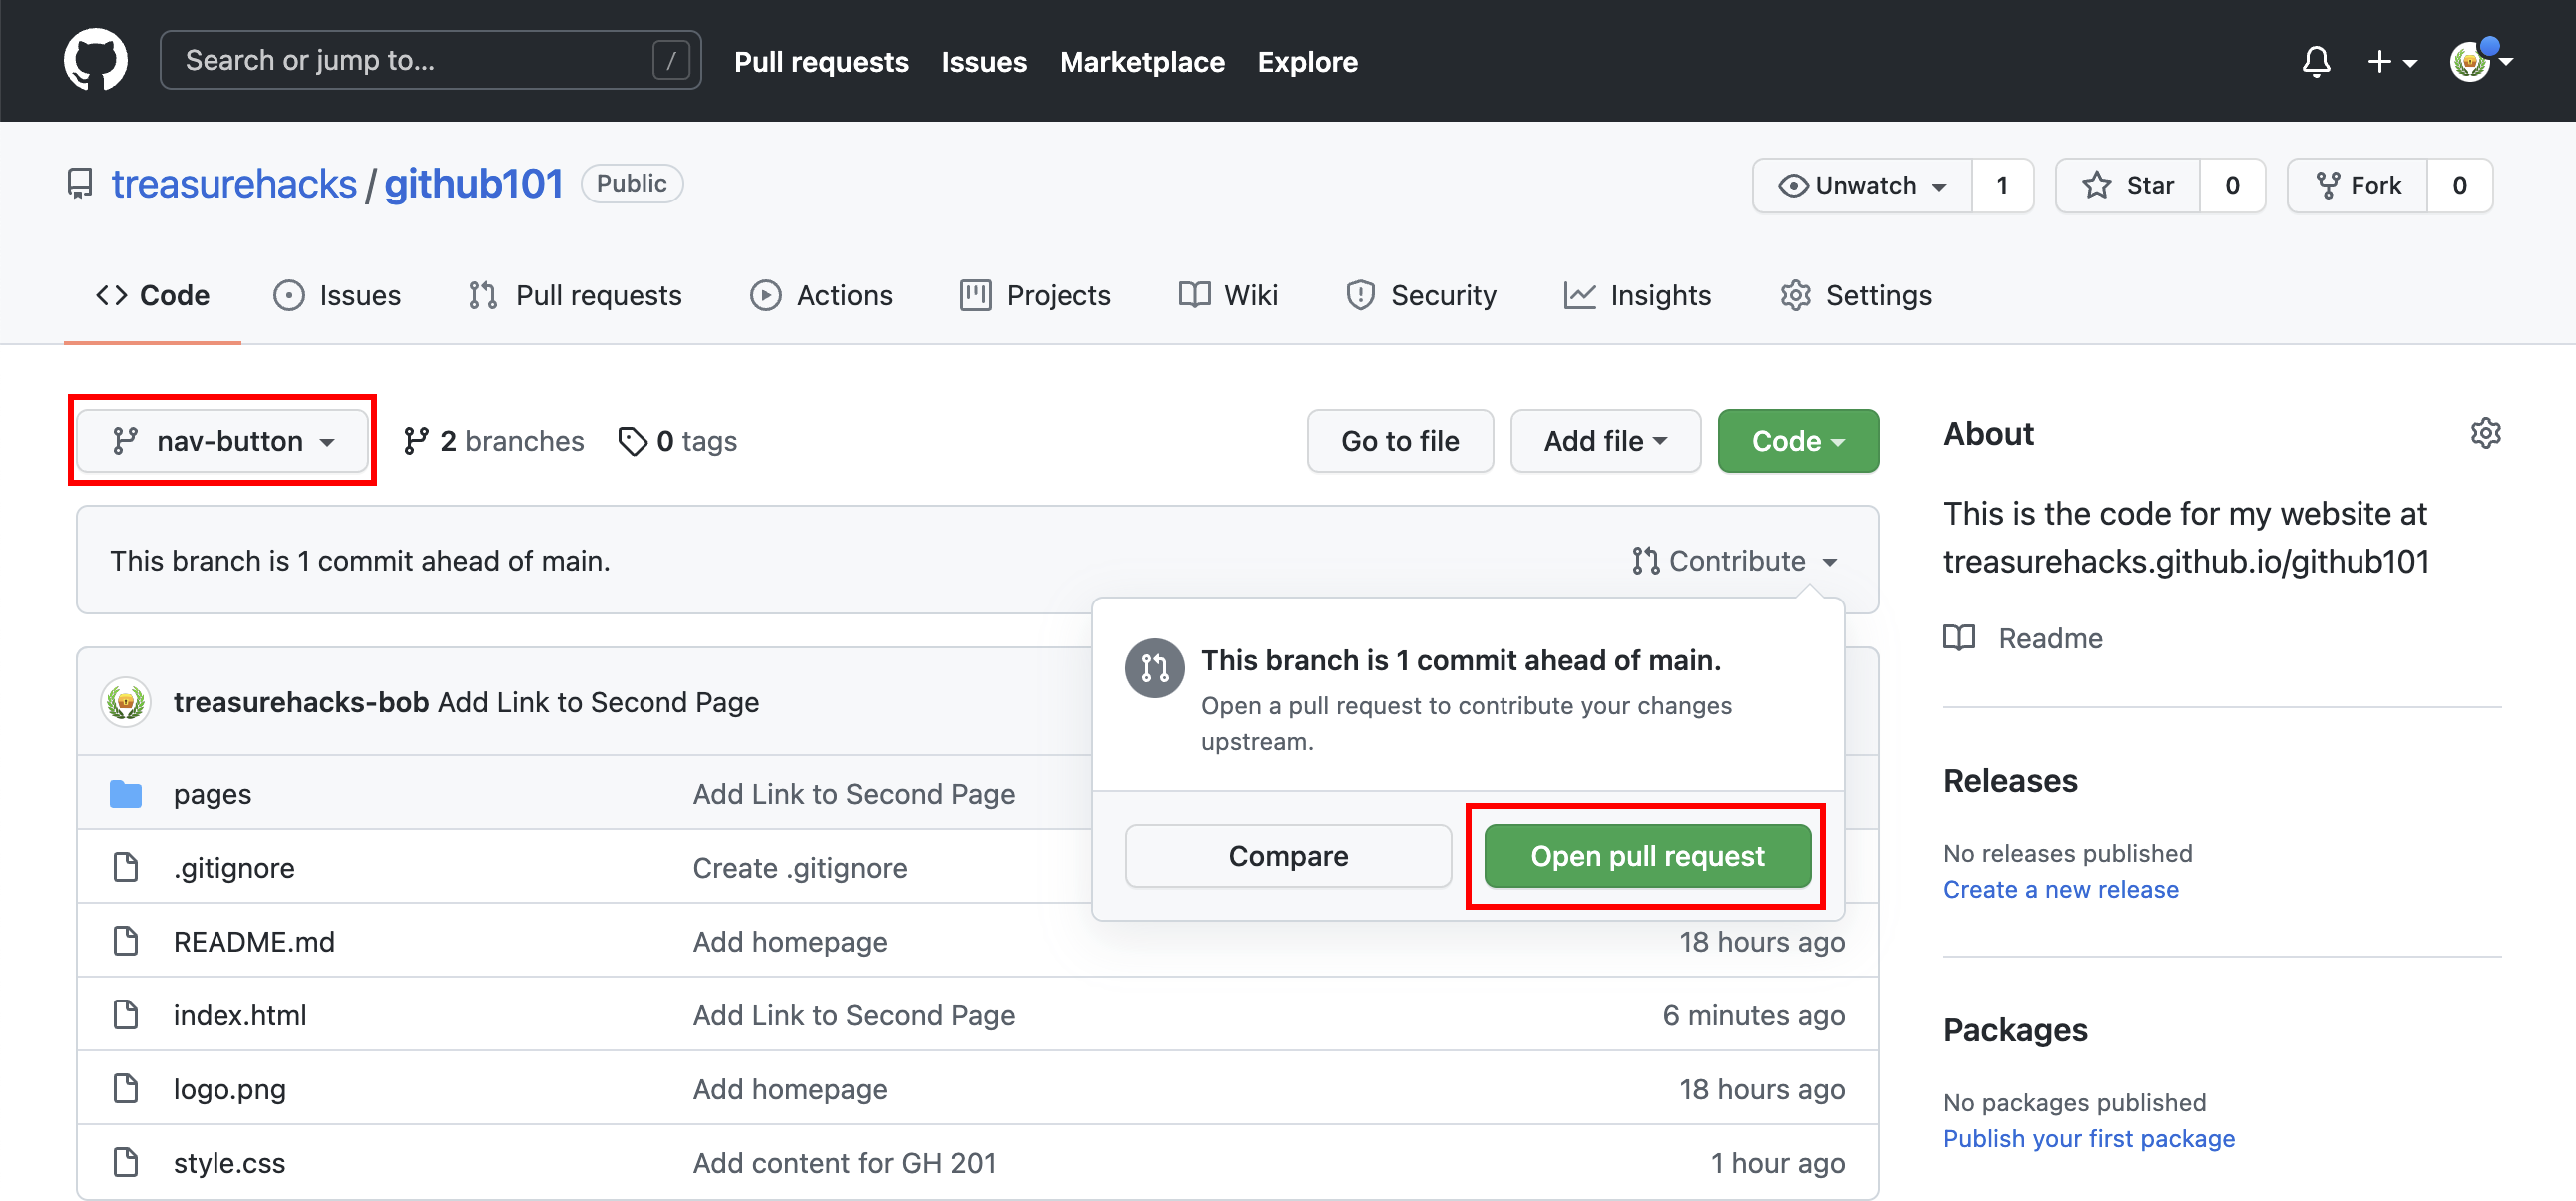 Search or jump to... /
Pull requests Issues Marketplace Explore
treasurehacks / github101 Public
Unwatch 1 Star 0 Fork 0
Code Issues Pull requests Actions Projects Wiki Security Insights Settings
nav-button 2 branches 0 tags
Go to file Add file Code
This branch is 1 commit ahead of main.
Contribute
This branch is 1 commit ahead of main.
Open a pull request to contribute your changes
upstream.
Compare Open pull request
treasurehacks-bob Add Link to Second Page
pages Add Link to Second Page
.gitignore Create .gitignore
README.md Add homepage 18 hours ago
index.html Add Link to Second Page 6 minutes ago
logo.png Add homepage 18 hours ago
style.css Add content for GH 201 1 hour ago
About
This is the code for my website at
treasurehacks.github.io/github101
Readme
Releases
No releases published
Create a new release
Packages
No packages published
Publish your first package